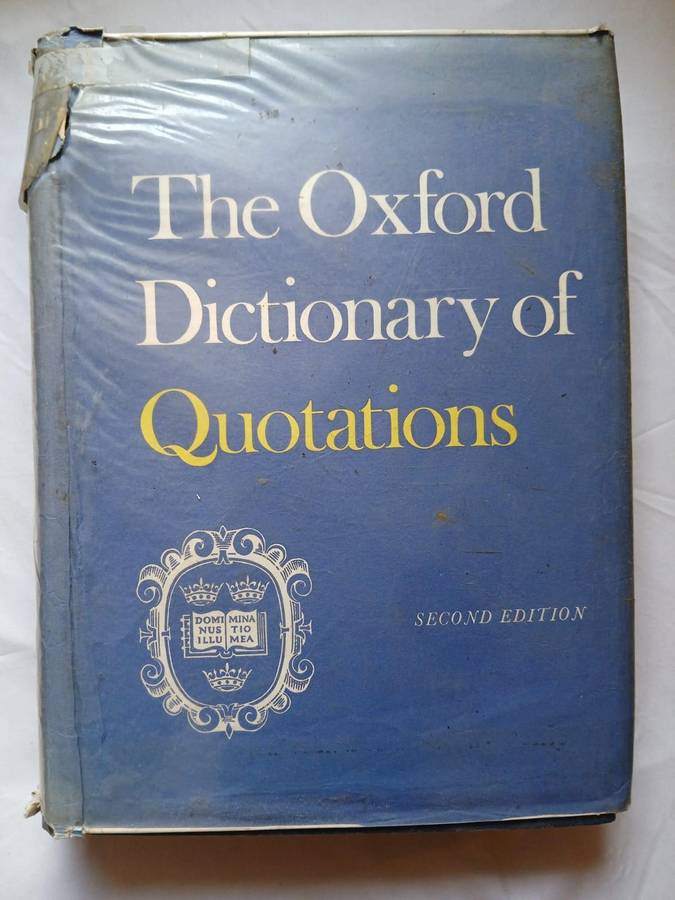 The Oxford
Dictionary of
Quotations
DOMI MINA
NUS TIO
ILLU MEA
SECOND EDITION